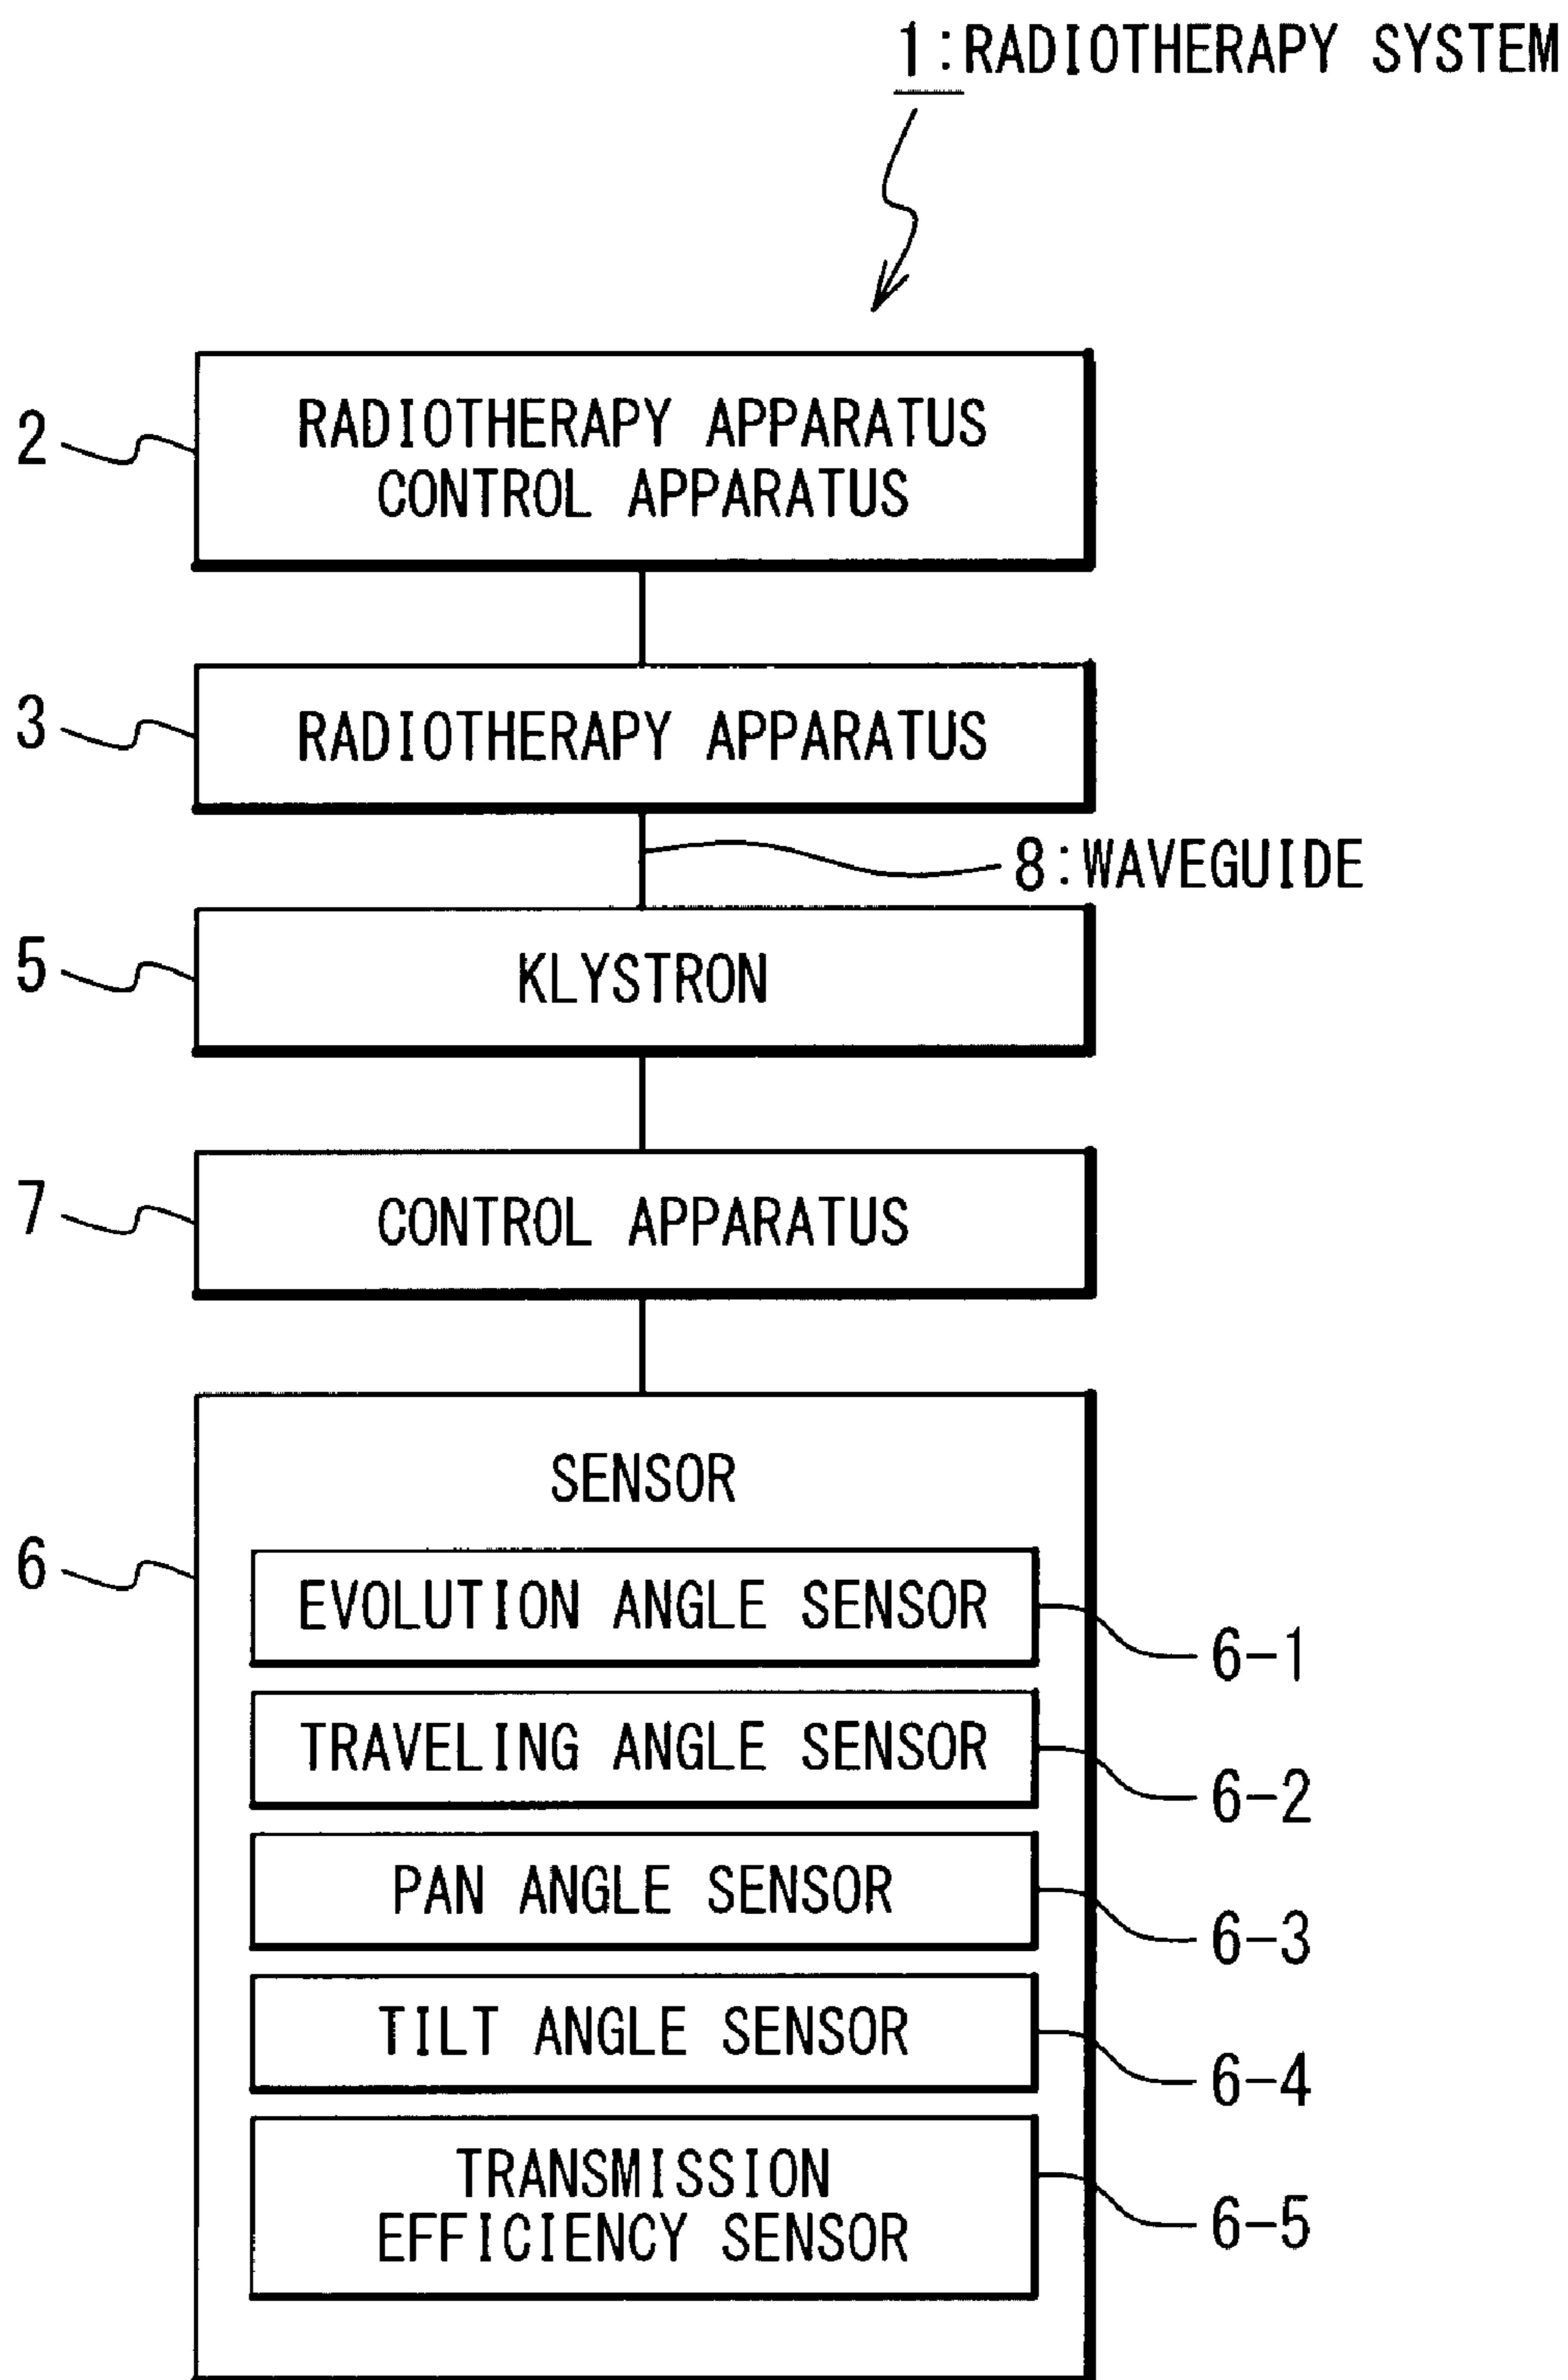 1:RADIOTHERAPY SYSTEM
2
RADIOTHERAPY APPARATUS
CONTROL APPARATUS
3
RADIOTHERAPY APPARATUS
8:WAVEGUIDE
5
KLYSTRON
7
CONTROL APPARATUS
SENSOR
6
EVOLUTION ANGLE SENSOR
6-1
TRAVELING ANGLE SENSOR
6-2
PAN ANGLE SENSOR
6-3
TILT ANGLE SENSOR
6-4
TRANSMISSION
EFFICIENCY SENSOR
6-5